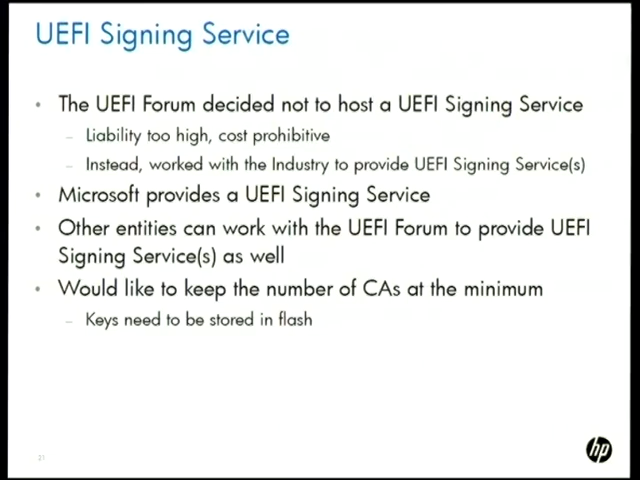 UEFI Signing Service
• The UEFI Forum decided not to host a UEFI Signing Service
– Liability too high, cost prohibitive
– Instead, worked with the Industry to provide UEFI Signing Service(s)
• Microsoft provides a UEFI Signing Service
• Other entities can work with the UEFI Forum to provide UEFI
Signing Service(s) as well
• Would like to keep the number of CAs at the minimum
– Keys need to be stored in flash
21
hp